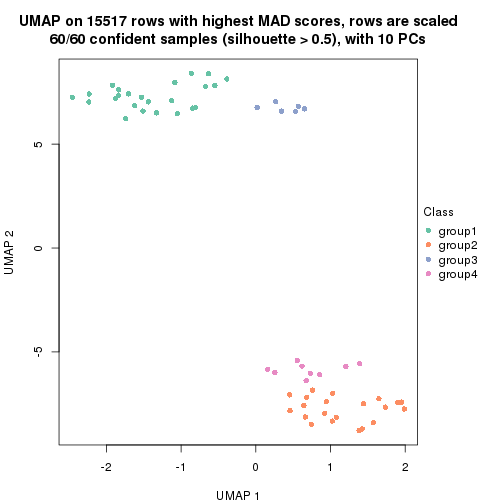 UMAP on 15517 rows with highest MAD scores, rows are scaled
60/60 confident samples (silhouette > 0.5), with 10 PCs
5
0
-5
UMAP 2
-2
-1
0
1
2
UMAP 1
Class
group1
group2
group3
group4